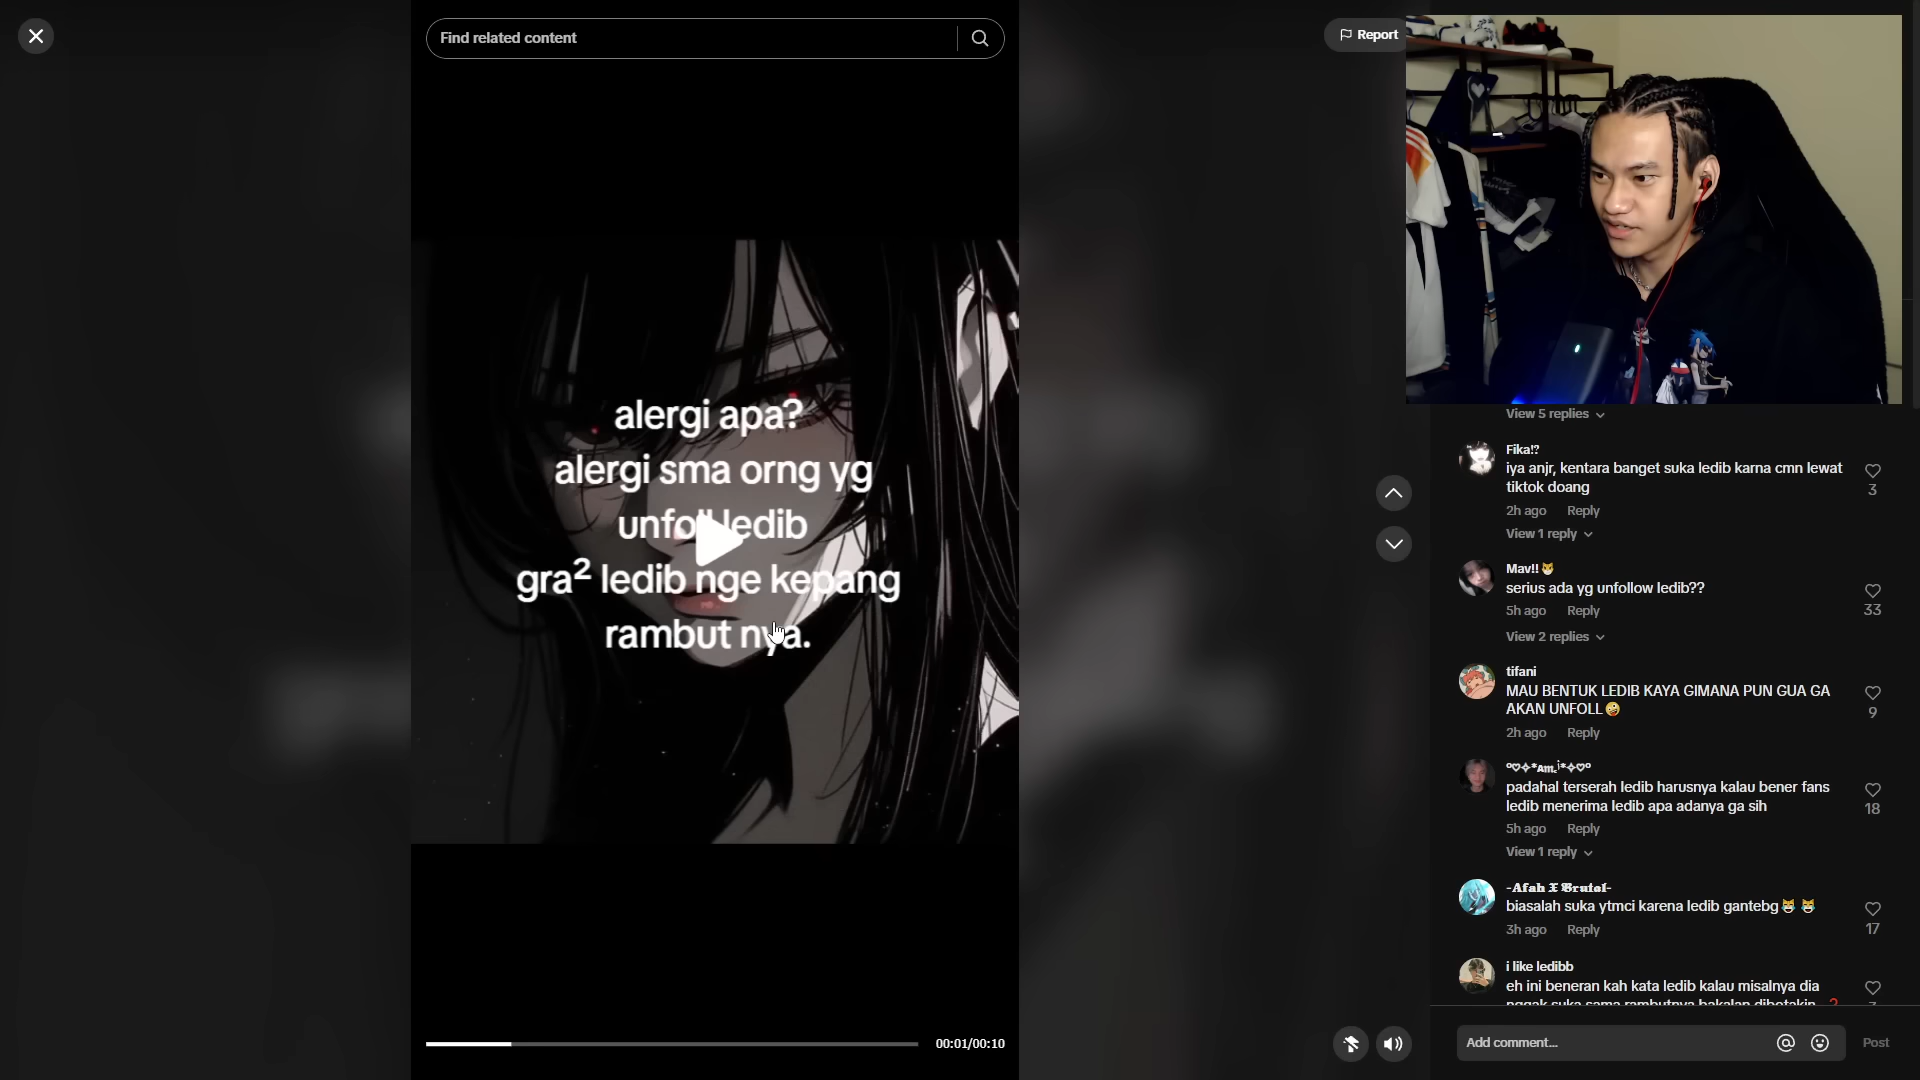 Find related content
Report
alergi apa?
alergi sma orng yg
unfoll ledib
gra² ledib nge kepang
rambut nya.
00:01/00:10
View 5 replies
Fika!?
iya anjr, kentara banget suka ledib karna cmn lewat
tiktok doang
3
2h ago Reply
View 1 reply
Mav!!😼
serius ada yg unfollow ledib??
33
5h ago Reply
View 2 replies
tifani
MAU BENTUK LEDIB KAYA GIMANA PUN GUA GA
AKAN UNFOLL🤪
9
2h ago Reply
padahal terserah ledib harusnya kalau bener fans
ledib menerima ledib apa adanya ga sih
18
5h ago Reply
View 1 reply
-𝕬𝖋𝖆𝖍 𝖃 𝕭𝖗𝖚𝖙𝖆𝖑-
biasalah suka ytmci karena ledib gantebg😹 😹
17
3h ago Reply
i like ledibb
eh ini beneran kah kata ledib kalau misalnya dia
nggak suka sama rambutnya bakalan dibotakin
Add comment...
Post